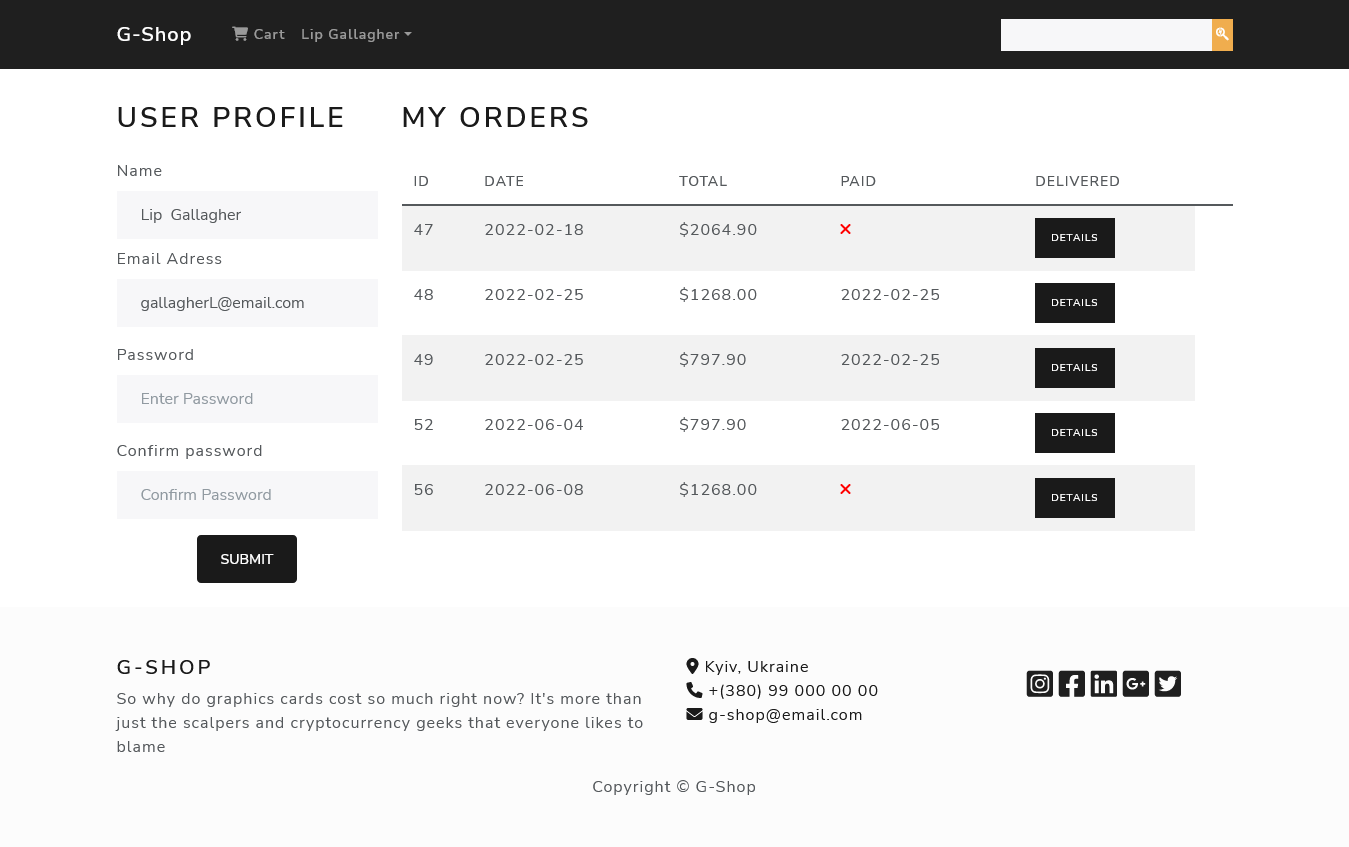 G-Shop Cart Lip Gallagher
USER PROFILE
Name
Lip  Gallagher
Email Adress
gallagherL@email.com
Password
Enter Password
Confirm password
Confirm Password
SUBMIT
MY ORDERS
ID DATE TOTAL PAID DELIVERED
47 2022-02-18 $2064.90 DETAILS
48 2022-02-25 $1268.00 2022-02-25 DETAILS
49 2022-02-25 $797.90 2022-02-25 DETAILS
52 2022-06-04 $797.90 2022-06-05 DETAILS
56 2022-06-08 $1268.00 DETAILS
G-SHOP
So why do graphics cards cost so much right now? It's more than
just the scalpers and cryptocurrency geeks that everyone likes to
blame
Kyiv, Ukraine
+(380) 99 000 00 00
g-shop@email.com
Copyright © G-Shop